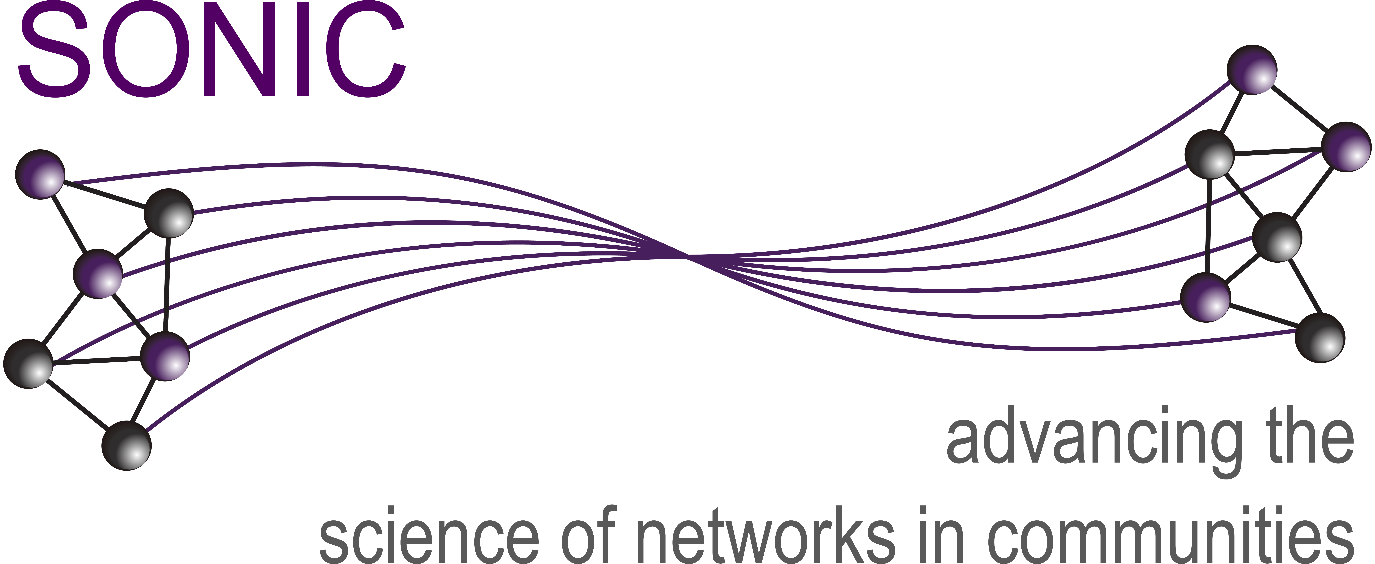 SONIC
advancing the
science of networks in communities